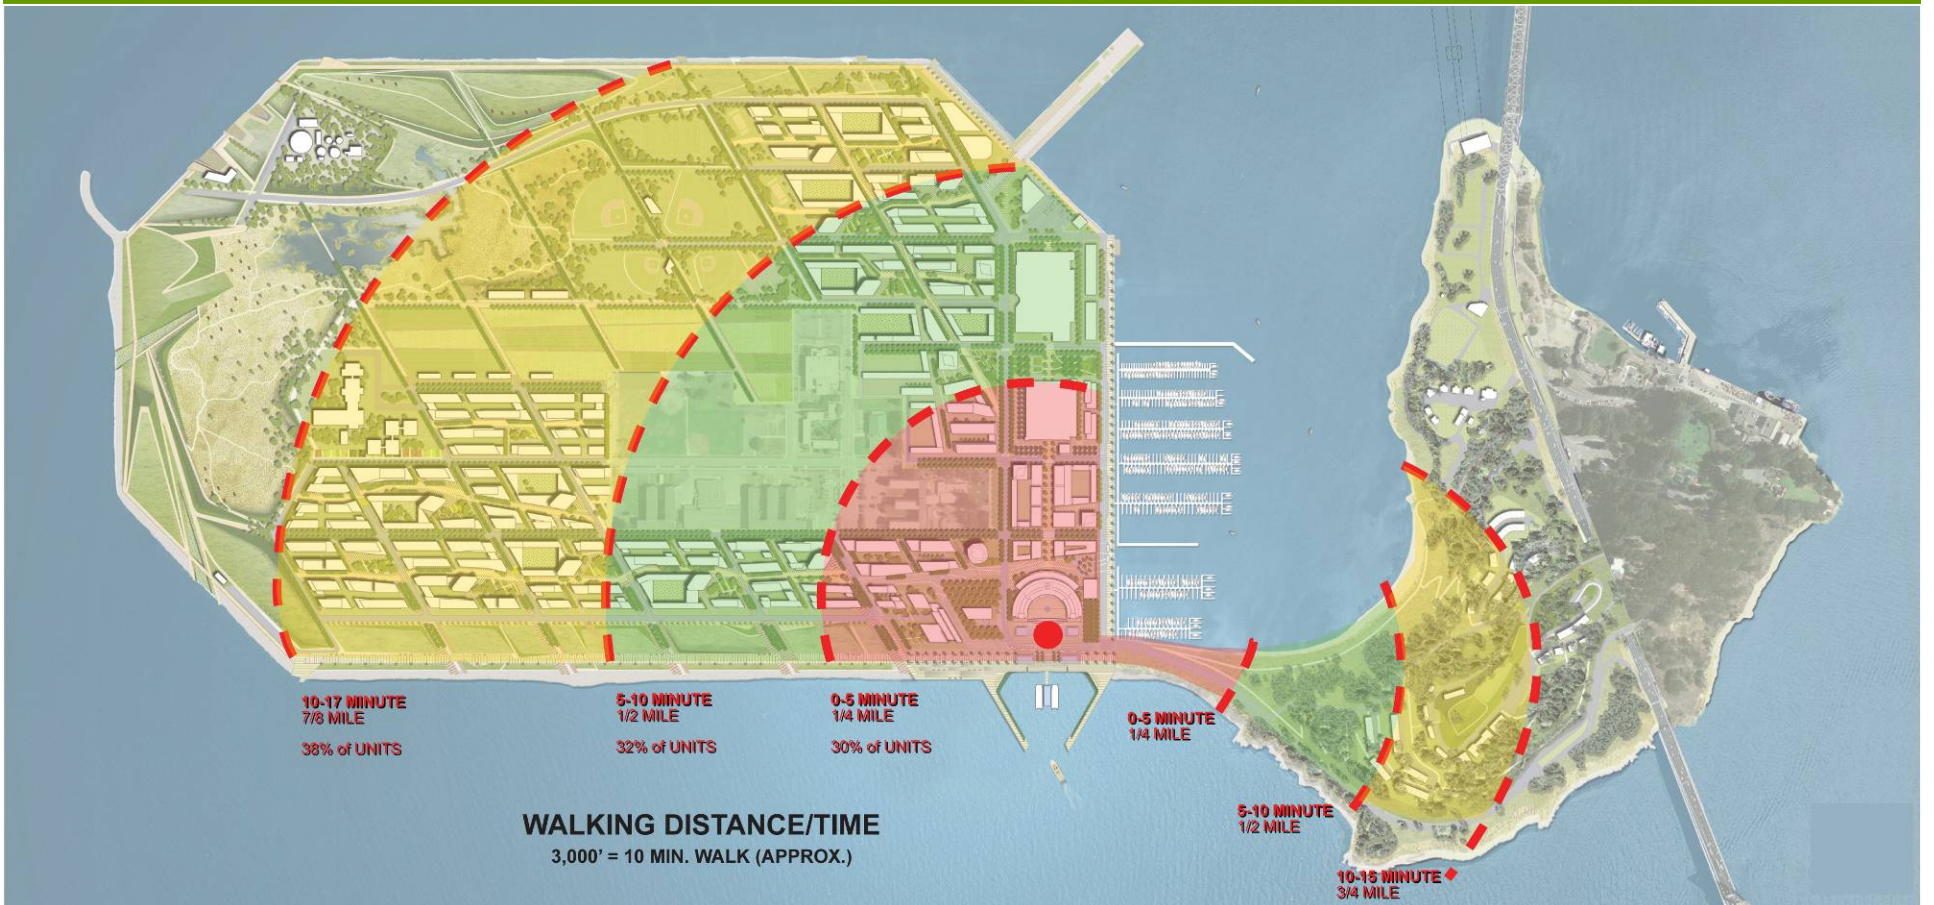 10-17 MINUTE
7/8 MILE
38% of UNITS
5-10 MINUTE
1/2 MILE
32% of UNITS
0-5 MINUTE
1/4 MILE
30% of UNITS
0-5 MINUTE
1/4 MILE
5-10 MINUTE
1/2 MILE
10-15 MINUTE
3/4 MILE
WALKING DISTANCE/TIME
3,000' = 10 MIN. WALK (APPROX.)